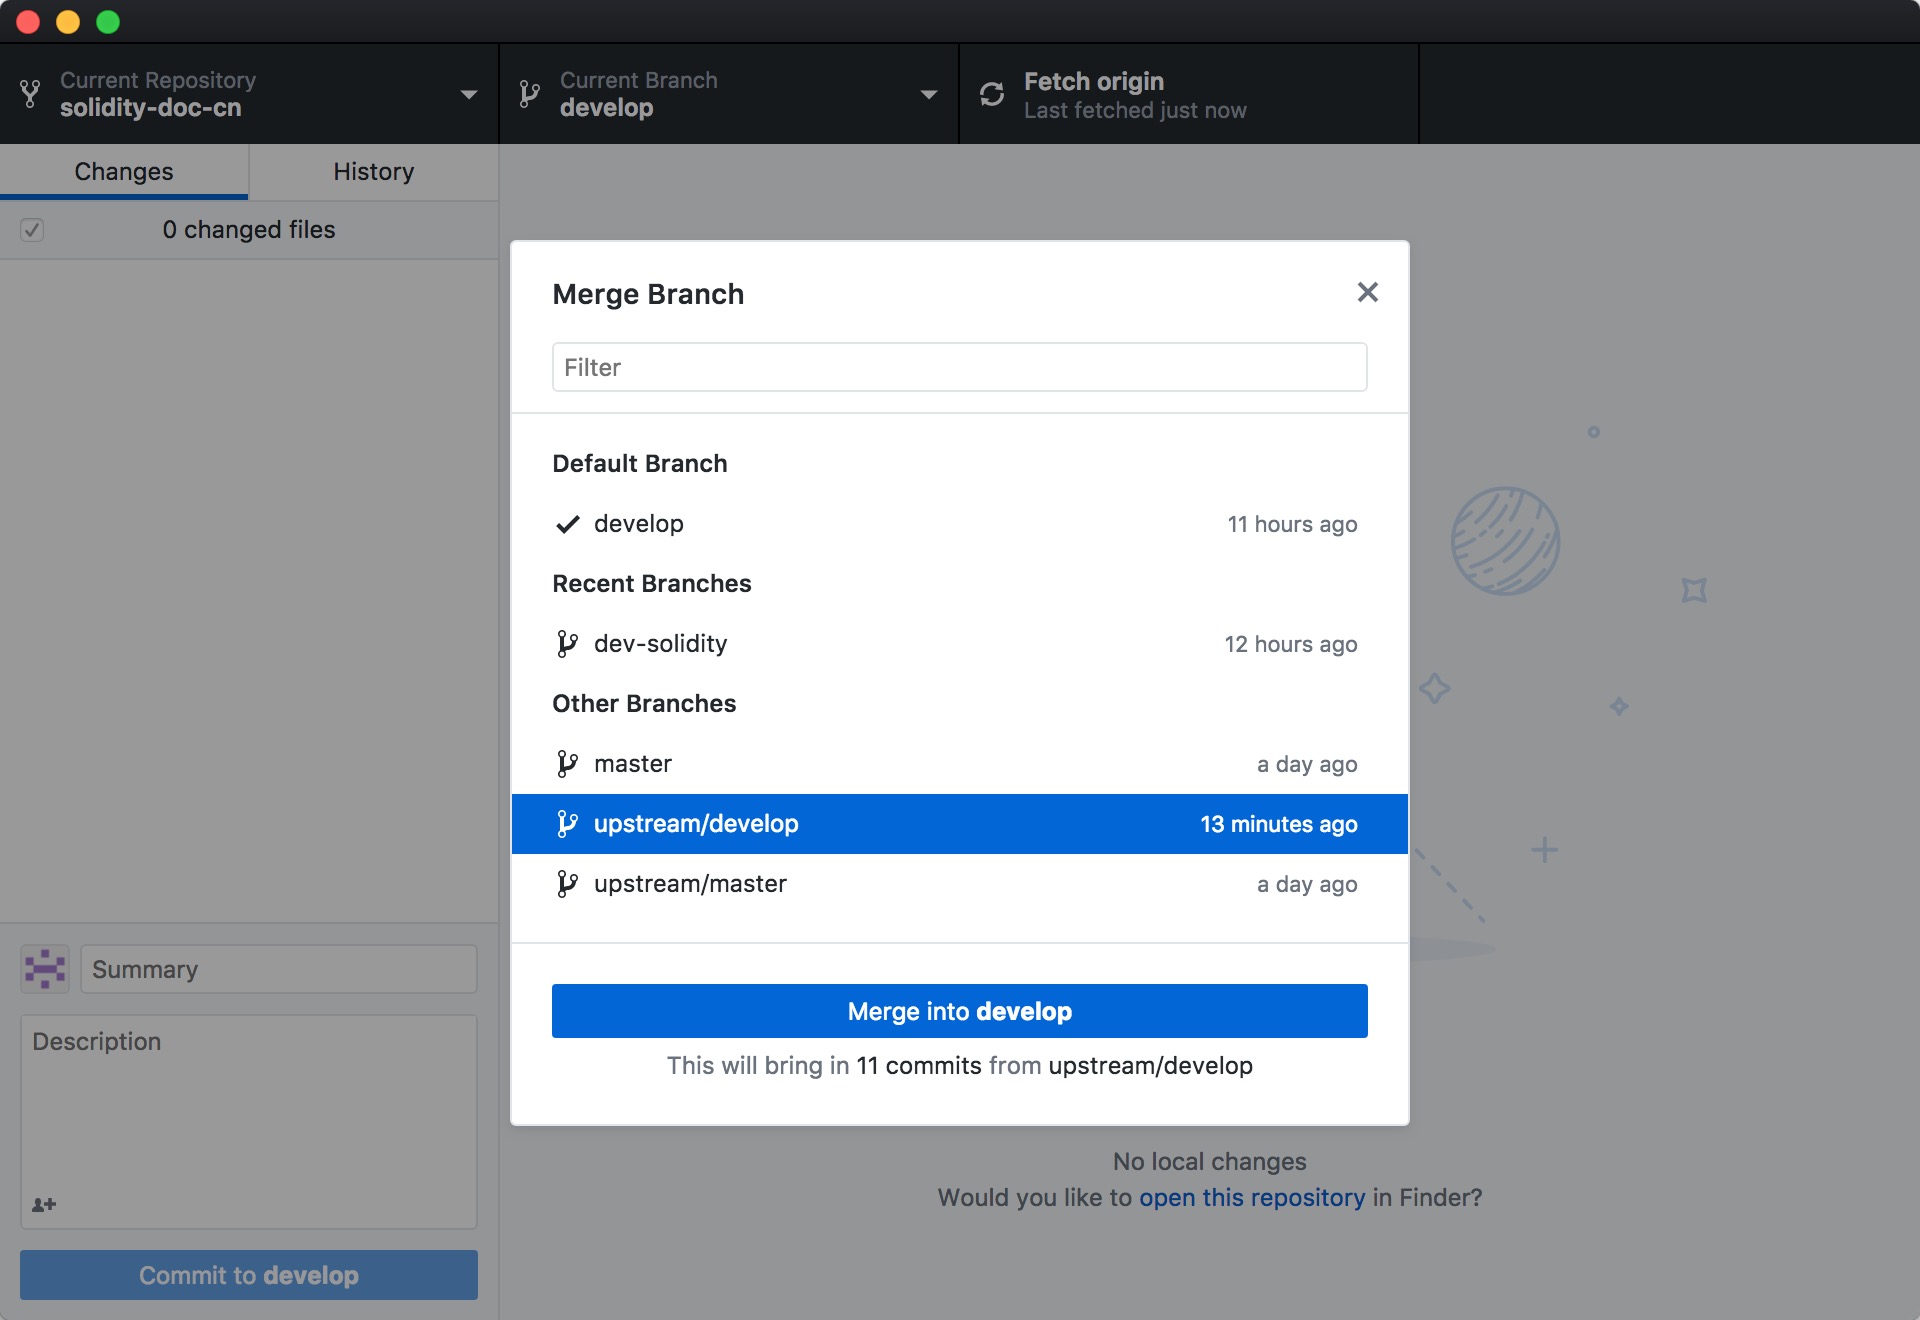 Current Repository
solidity-doc-cn
Current Branch
develop
Fetch origin
Last fetched just now
Changes
History
0 changed files
Merge Branch
Filter
Default Branch
develop 11 hours ago
Recent Branches
dev-solidity 12 hours ago
Other Branches
master a day ago
upstream/develop 13 minutes ago
upstream/master a day ago
Merge into develop
This will bring in 11 commits from upstream/develop
Summary
Description
Commit to develop
No local changes
Would you like to open this repository in Finder?